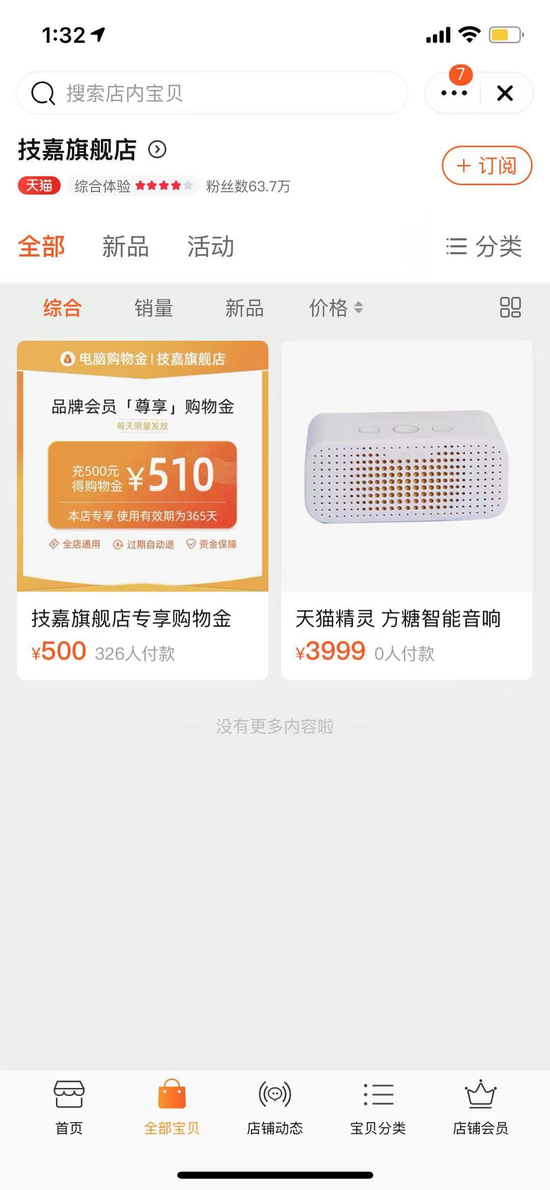 1:32
7
搜索店内宝贝
技嘉旗舰店
+ 订阅
天猫 综合体验 粉丝数63.7万
全部 新品 活动 分类
综合 销量 新品 价格
电脑购物金 | 技嘉旗舰店
品牌会员「尊享」购物金
每天限量发放
充500元
得购物金 ¥510
本店专享 使用有效期为365天
全店通用 过期自动退 资金保障
技嘉旗舰店专享购物金
¥500 326人付款
天猫精灵 方糖智能音响
¥3999 0人付款
没有更多内容啦
首页 全部宝贝 店铺动态 宝贝分类 店铺会员